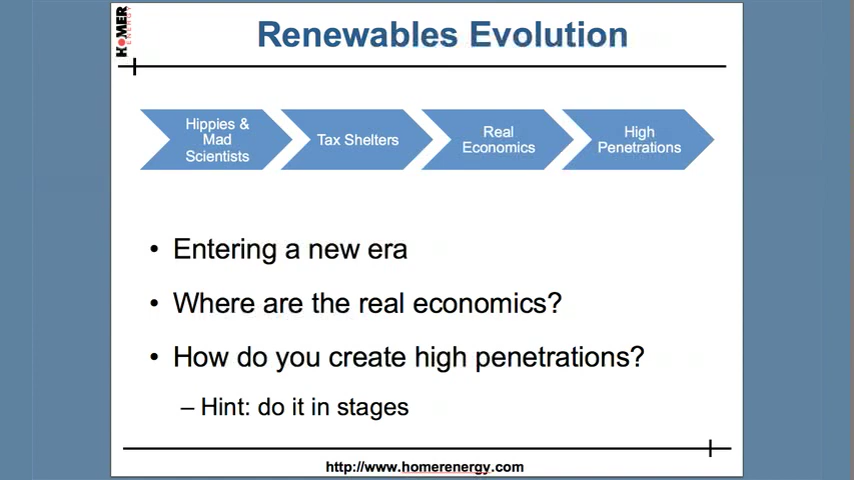 HOMER
ENERGY
Renewables Evolution
Hippies &
Mad
Scientists
Tax Shelters
Real
Economics
High
Penetrations
• Entering a new era
• Where are the real economics?
• How do you create high penetrations?
– Hint: do it in stages
http://www.homerenergy.com